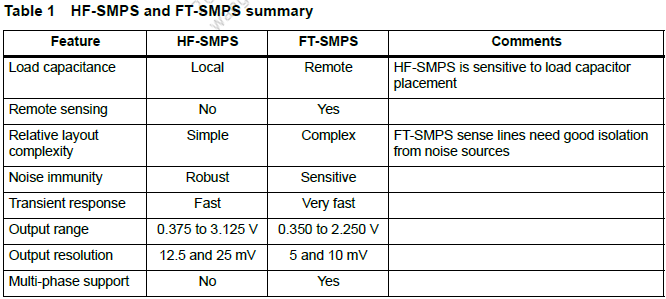 Table 1 HF-SMPS and FT-SMPS summary
Feature HF-SMPS FT-SMPS Comments
Load capacitance Local Remote HF-SMPS is sensitive to load capacitor
placement
Remote sensing No Yes
Relative layout Simple Complex FT-SMPS sense lines need good isolation
complexity from noise sources
Noise immunity Robust Sensitive
Transient response Fast Very fast
Output range 0.375 to 3.125 V 0.350 to 2.250 V
Output resolution 12.5 and 25 mV 5 and 10 mV
Multi-phase support No Yes